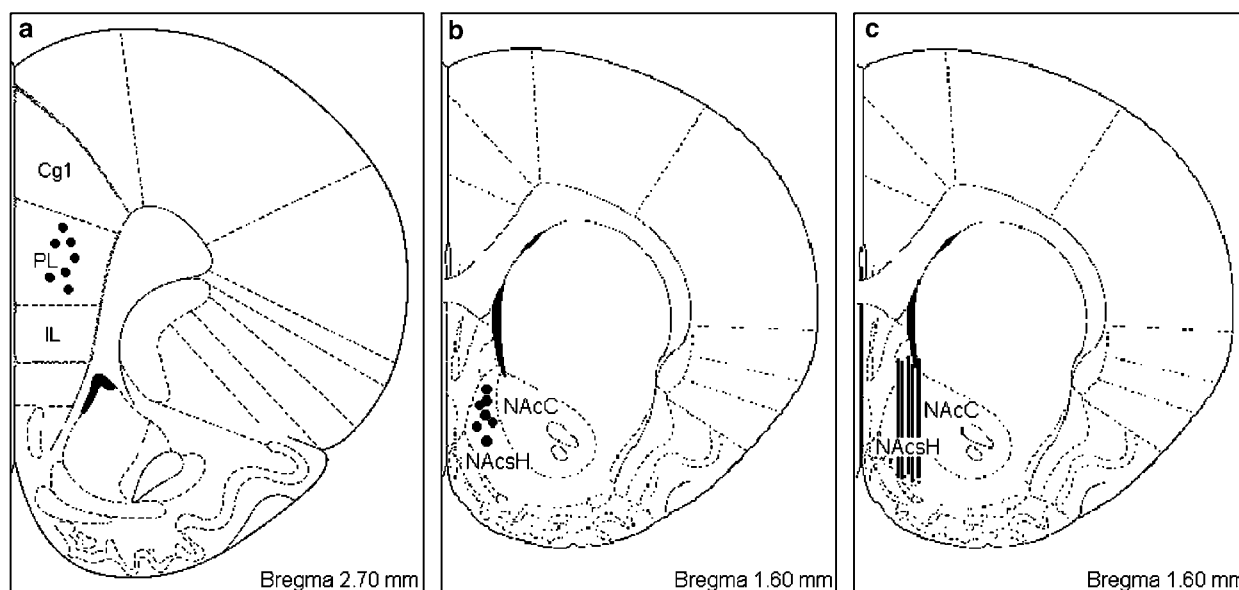 a
Cg1
PL
IL
Bregma 2.70 mm
b
NAcC
NAcsH
Bregma 1.60 mm
c
NAcC
NAcsH
Bregma 1.60 mm